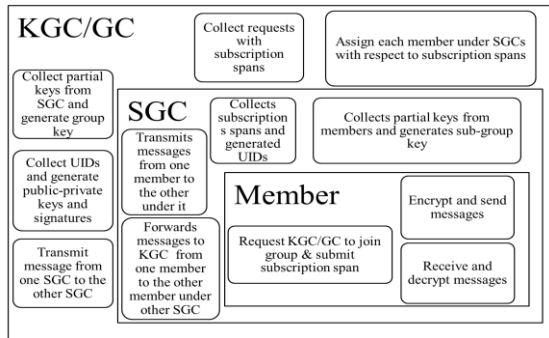 KGC/GC
Collect requests
with
subscription
spans
Assign each member under SGCs
with respect to subscription spans
Collect partial
keys from
SGC and
generate group
key
Collect UIDs
and generate
public-private
keys and
signatures
Transmit
message from
one SGC to the
other SGC
SGC
Collects
subscription
s spans and
generated
UIDs
Collects partial keys from
members and generates sub-group
key
Transmits
messages
from one
member to
the other
under it
Forwards
messages to
KGC from
one member
to the other
member under
other SGC
Member
Request KGC/GC to join
group & submit
subscription span
Encrypt and send
messages
Receive and
decrypt messages